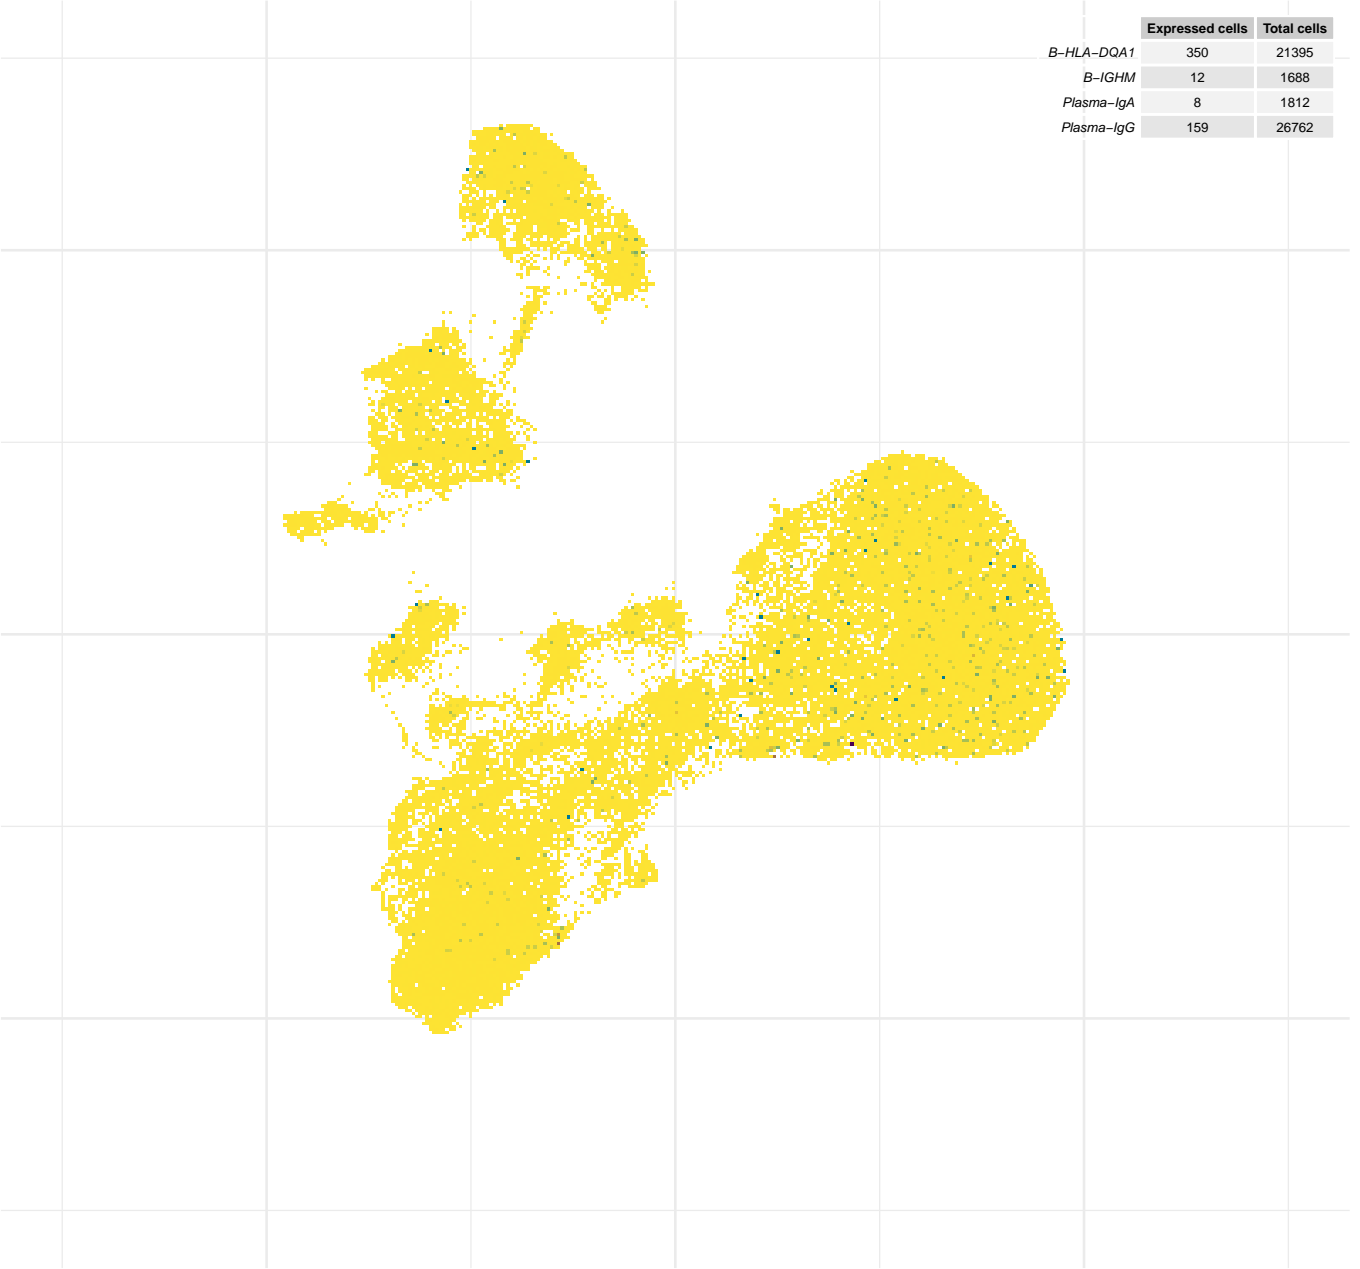 Expressed cells Total cells
B−HLA−DQA1 350 21395
B−IGHM 12 1688
Plasma−IgA 8 1812
Plasma−IgG 159 26762